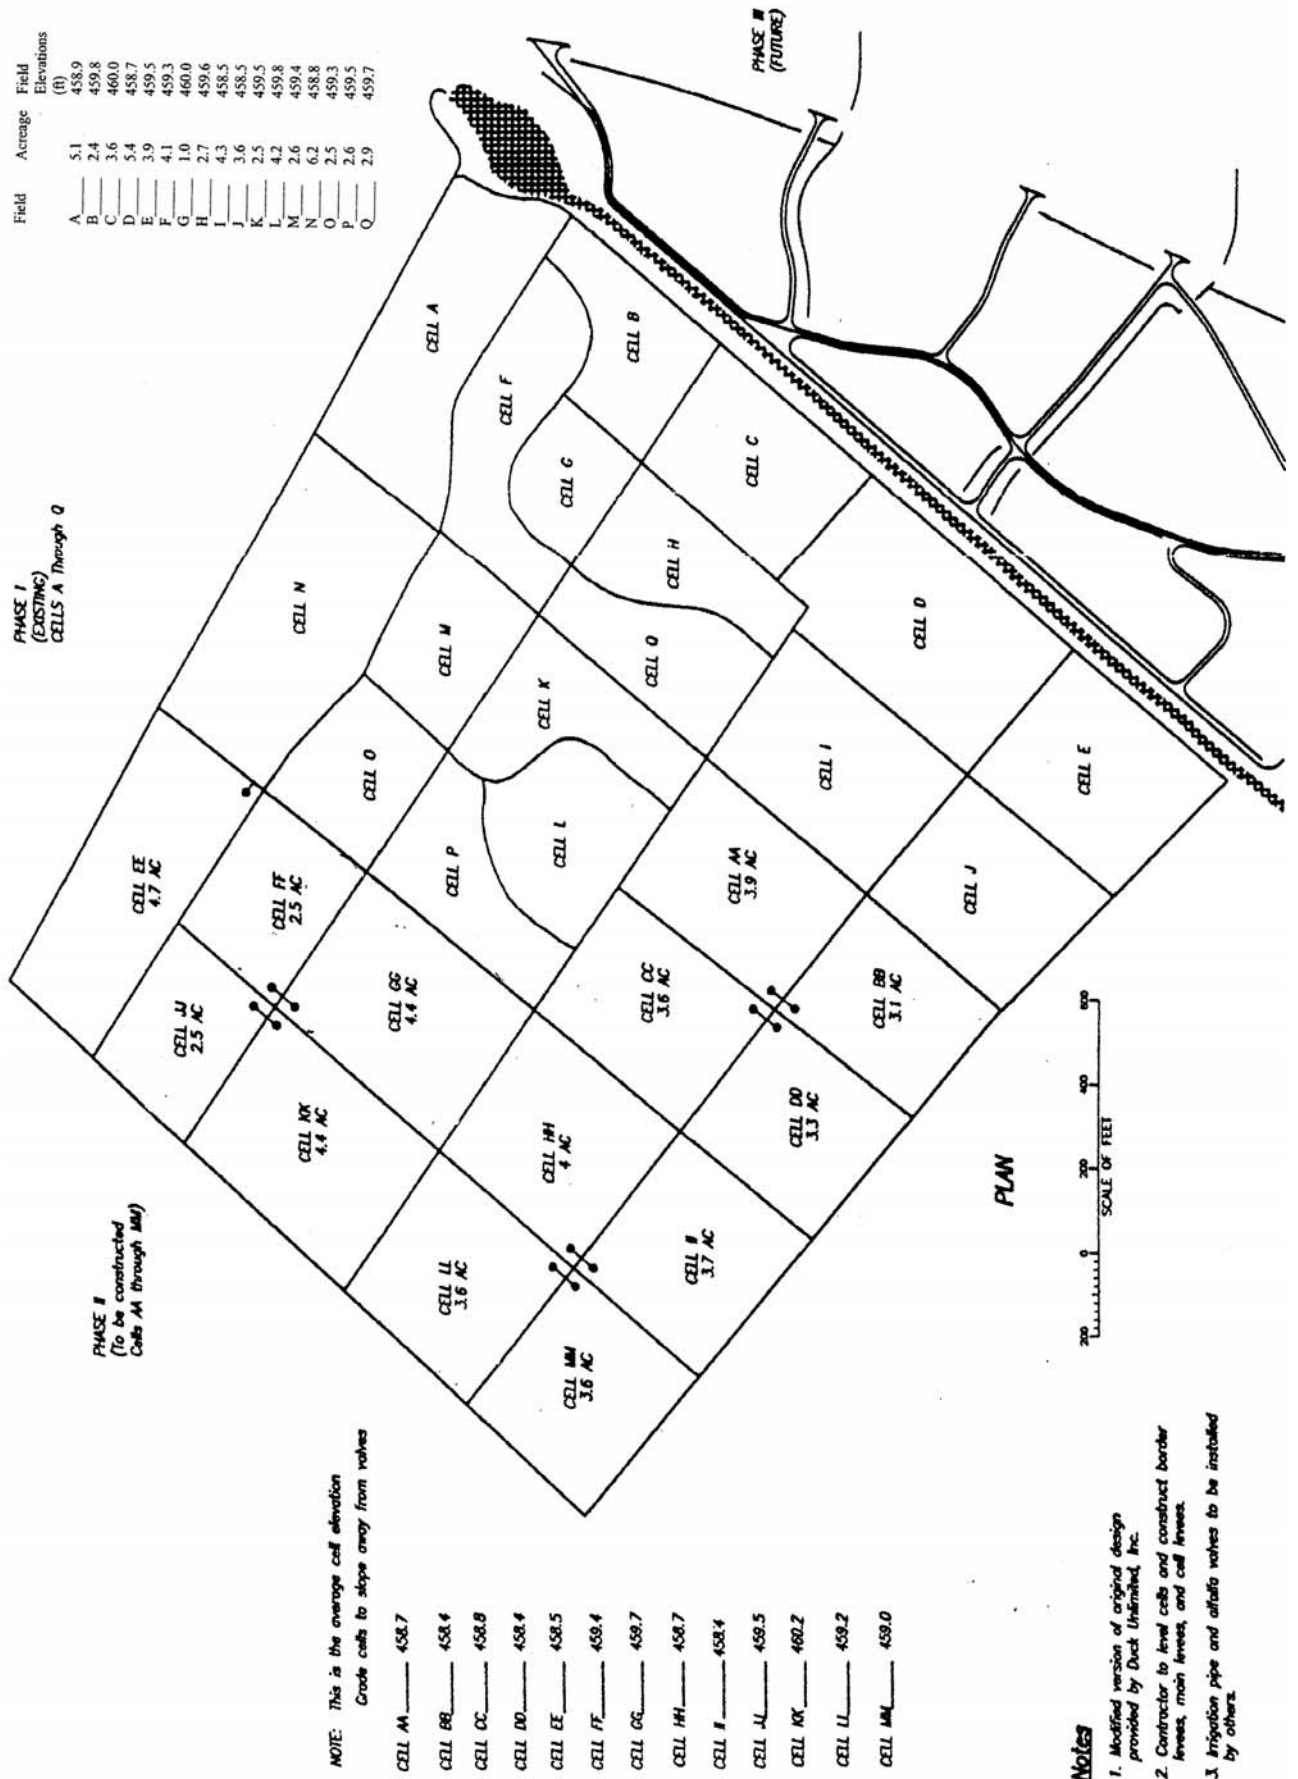 PHASE I
(EXISTING)
CELLS A Through Q
Field Acreage Field
Elevations
(ft)
A 5.1 458.9
B 2.4 459.8
C 3.6 460.0
D 5.4 458.7
E 3.9 459.5
F 4.1 459.3
G 1.0 460.0
H 2.7 459.6
I 4.3 458.5
J 3.6 458.5
K 2.5 459.5
L 4.2 459.8
M 2.6 459.4
N 6.2 458.8
O 2.5 459.3
P 2.6 459.5
Q 2.9 459.7
PHASE II
(To be constructed
Cells AA through MM)
PHASE III
(FUTURE)
CELL A
CELL F
CELL B
CELL N
CELL G
CELL C
CELL M
CELL H
CELL K
CELL Q
CELL D
CELL O
CELL I
CELL E
CELL P
CELL L
CELL J
CELL EE
4.7 AC
CELL FF
2.5 AC
CELL AA
3.9 AC
CELL JJ
2.5 AC
CELL GG
4.4 AC
CELL CC
3.6 AC
CELL BB
3.1 AC
CELL KK
4.4 AC
CELL HH
4 AC
CELL DD
3.3 AC
CELL LL
3.6 AC
CELL II
3.7 AC
CELL MM
3.6 AC
PLAN
200 0 200 400 600
SCALE OF FEET
NOTE: This is the average cell elevation
Grade cells to slope away from valves
CELL AA 458.7
CELL BB 458.4
CELL CC 458.8
CELL DD 458.4
CELL EE 458.5
CELL FF 459.4
CELL GG 459.7
CELL HH 458.7
CELL II 458.4
CELL JJ 459.5
CELL KK 460.2
CELL LL 459.2
CELL MM 459.0
Notes
1. Modified version of original design
provided by Duck Unlimited, Inc.
2. Contractor to level cells and construct border
levees, main levees, and cell levees.
3. Irrigation pipe and alfalfa valves to be installed
by others.